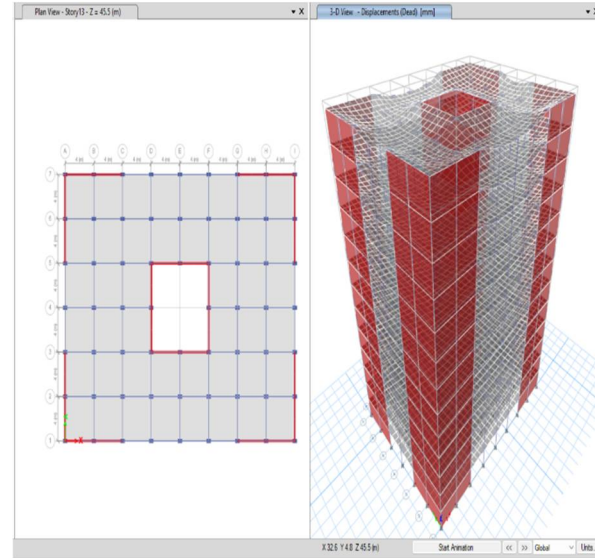 Plan View - Story13 - Z = 45.5 (m)
3-D View - Displacements (Dead) [mm]
A B C D E F G H I
7
6
5
4
3
2
1
X
X 32.6 Y 4.8 Z 45.5 (m)
Start Animation
<< >>
Global
Units